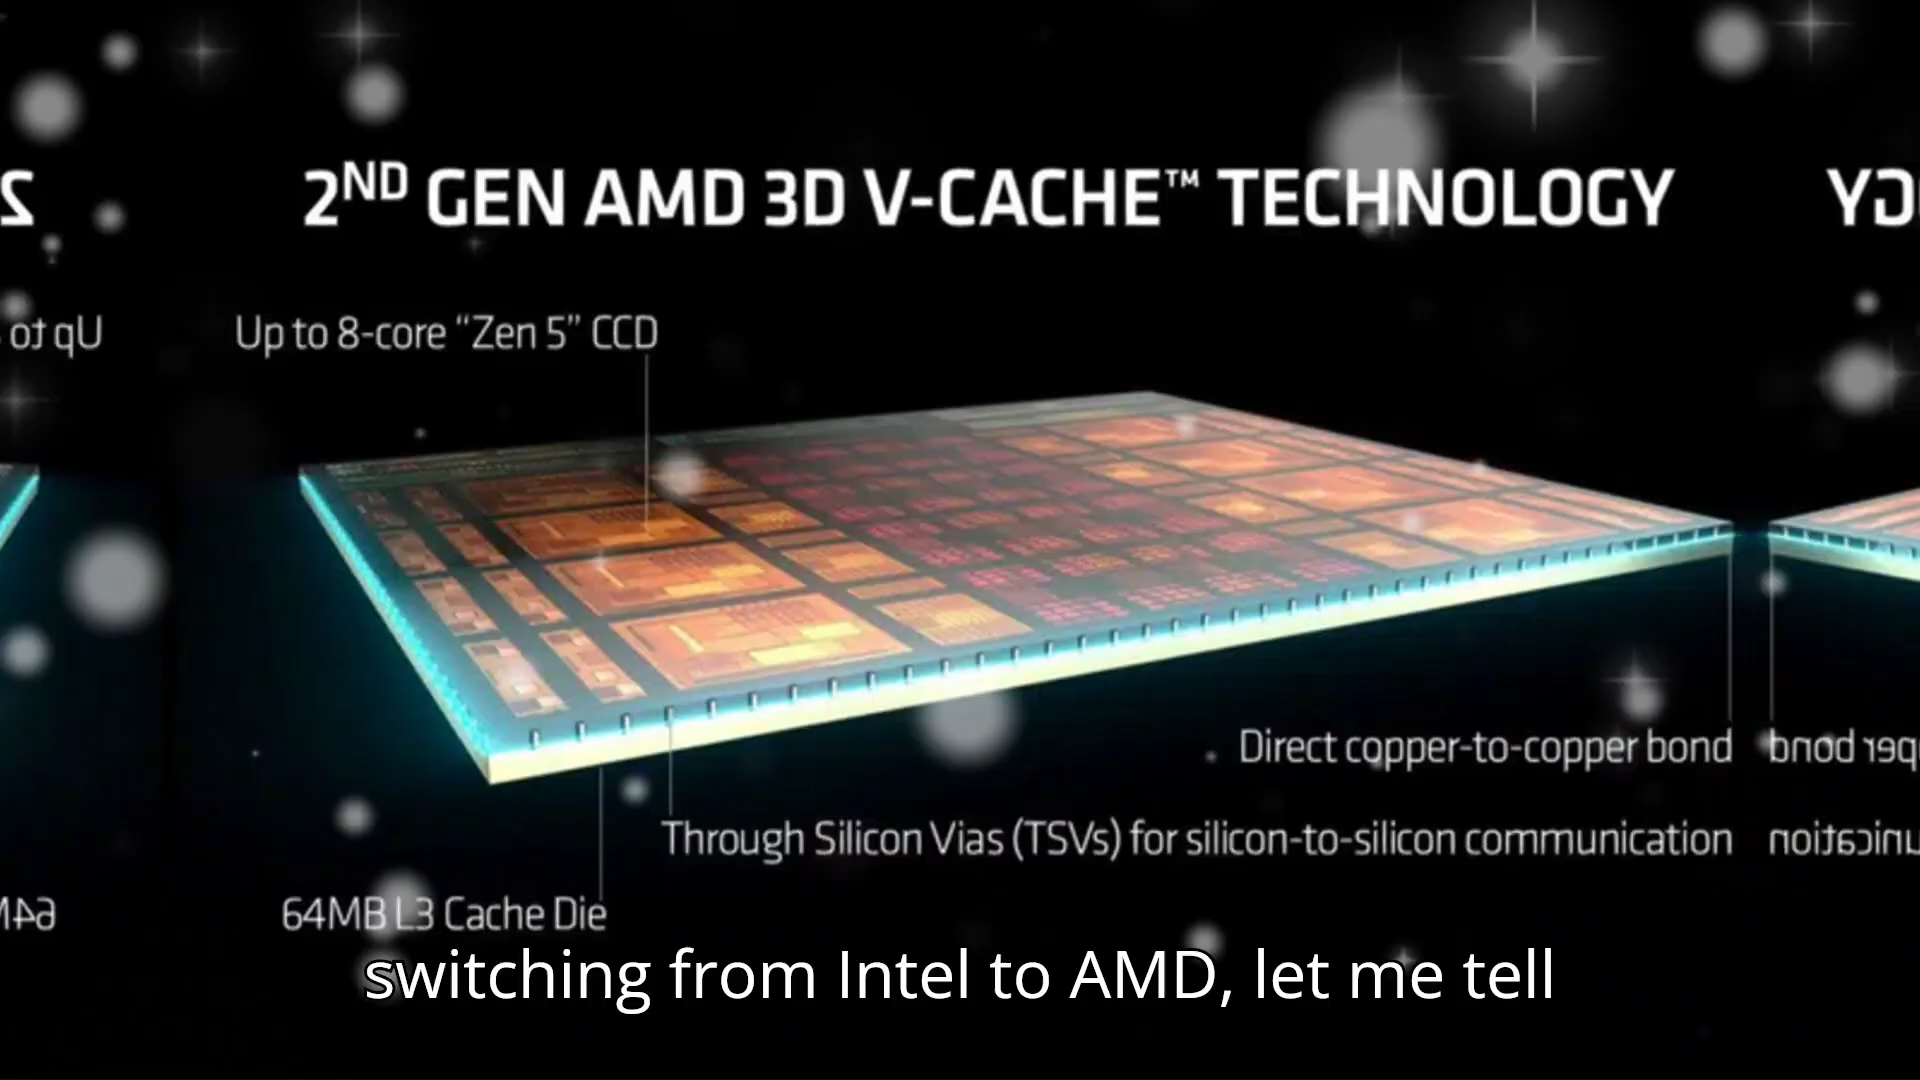 2ND GEN AMD 3D V-CACHE™ TECHNOLOGY
Up to 8-core “Zen 5” CCD
Direct copper-to-copper bond
Through Silicon Vias (TSVs) for silicon-to-silicon communication
64MB L3 Cache Die
switching from Intel to AMD, let me tell